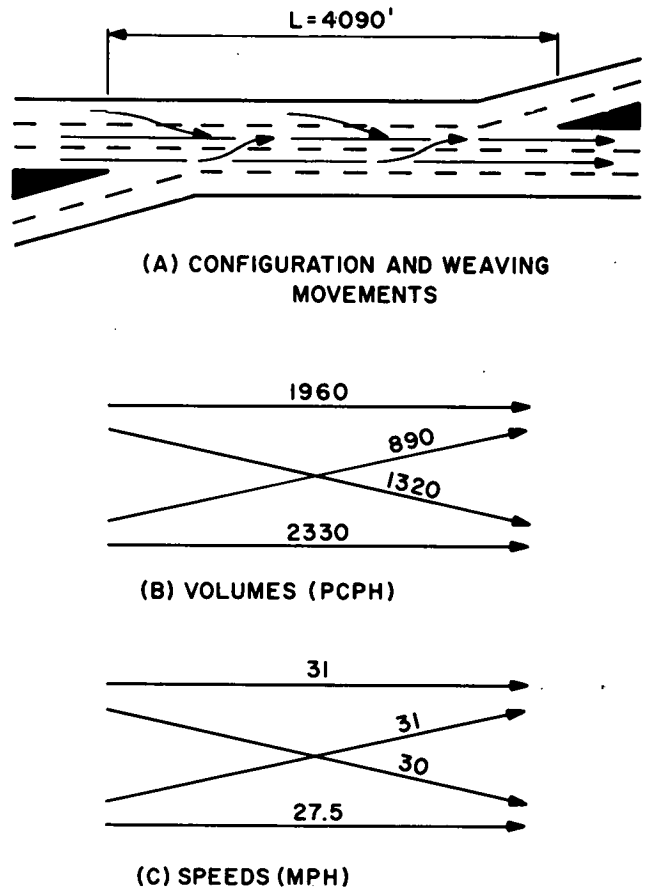 L=4090'
(A) CONFIGURATION AND WEAVING
MOVEMENTS
1960
890
1320
2330
(B) VOLUMES (PCPH)
31
31
30
27.5
(C) SPEEDS (MPH)